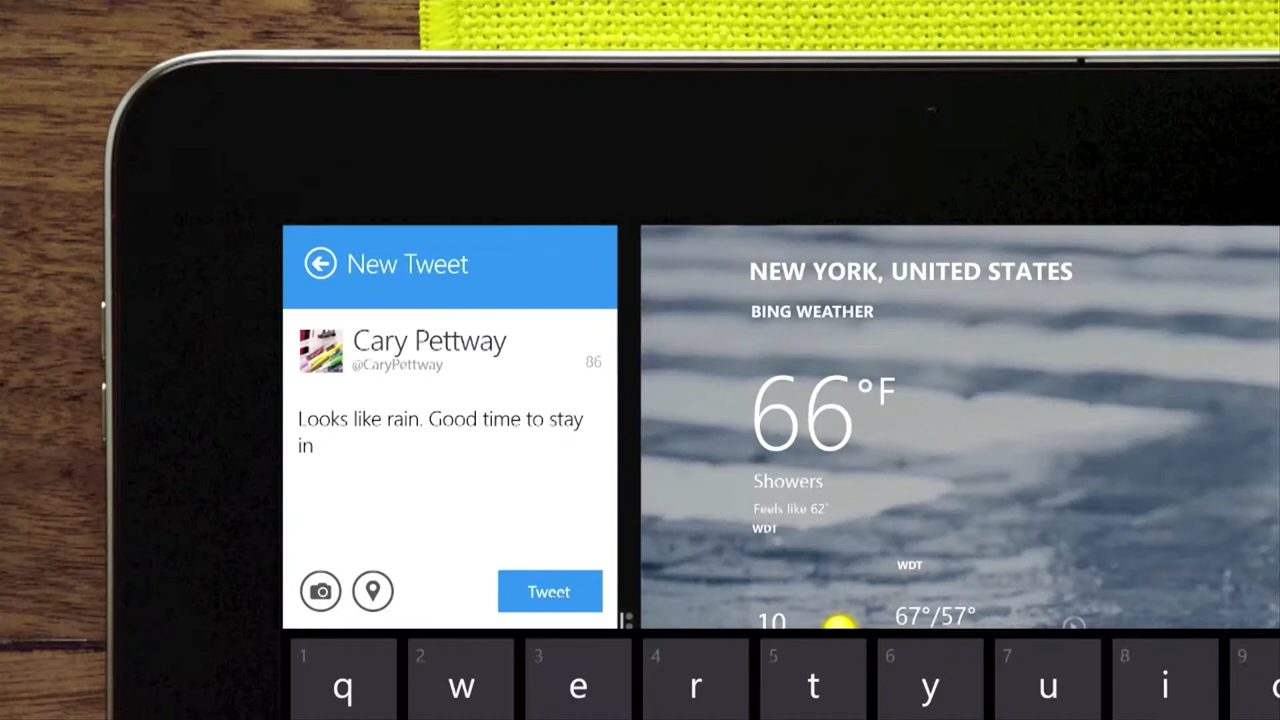 New Tweet
Cary Pettway
@CaryPettway
86
Looks like rain. Good time to stay
in
Tweet
NEW YORK, UNITED STATES
BING WEATHER
66°F
Showers
Feels like 62°
WDT
WDT
10
67°/57°
1 2 3 4 5 6 7 8 9
q w e r t y u i